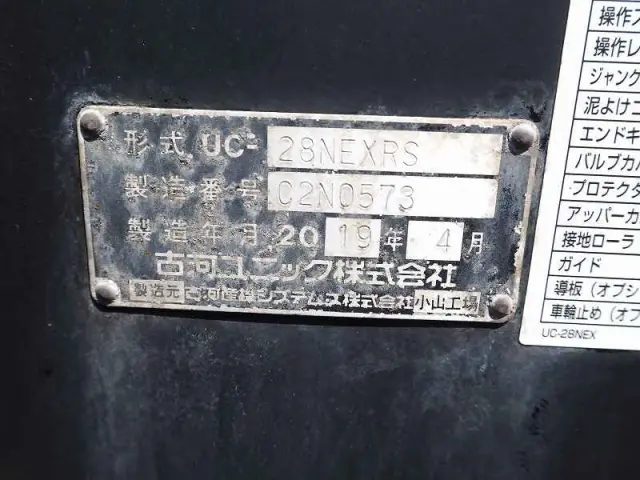 形式 UC- 28NEXRS
製造番号 C2N0573
製造年月 20 19 年 4 月
古河ユニック株式会社
製造元 古河産機システムズ株式会社 小山工場
操作
操作レ
ジャンク
泥よけ
エンドキ
バルブカ
プロテクタ
アッパーカ
接地ローラ
ガイド
導板(オプシ
車輪止め(オプ
UC-28NEX